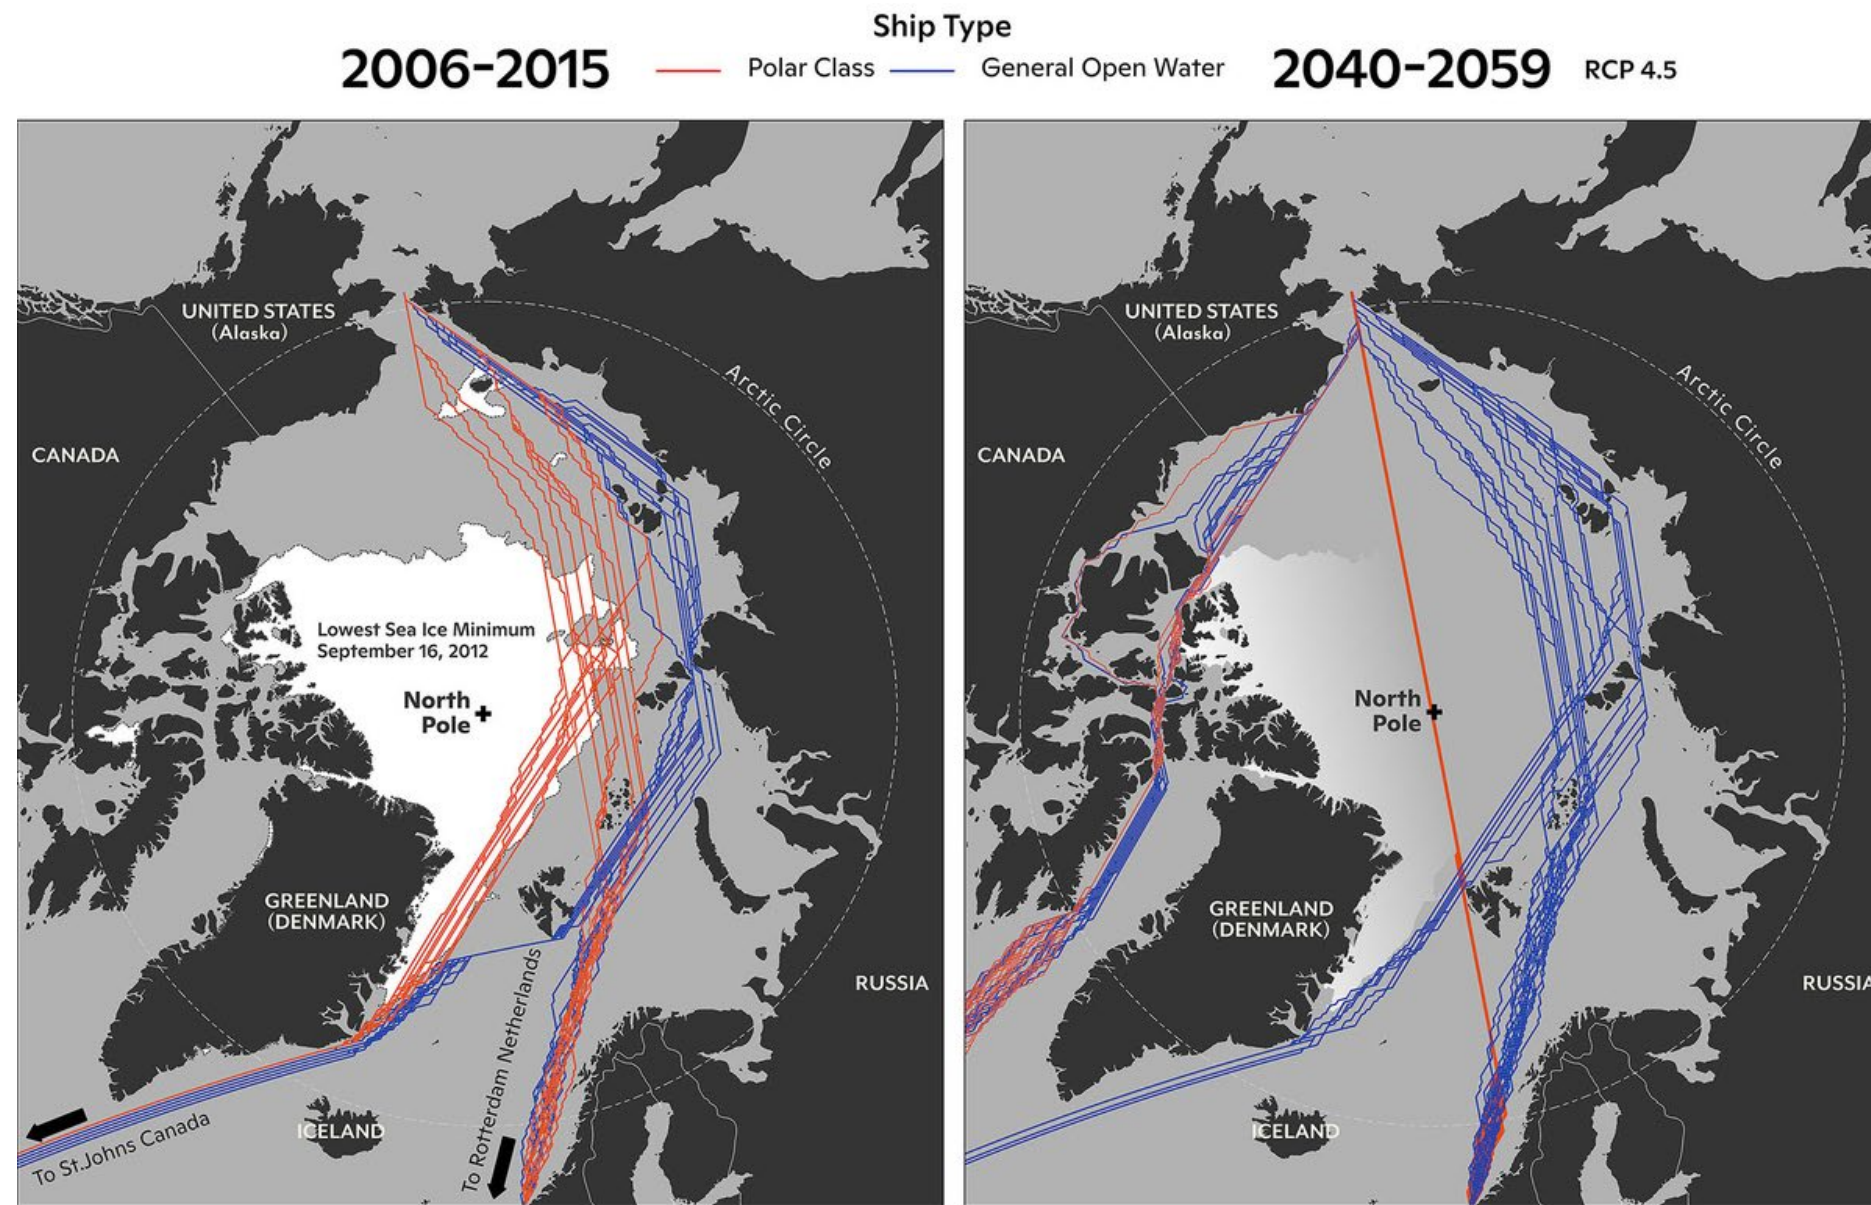 Ship Type
2006-2015
Polar Class
General Open Water
2040-2059
RCP 4.5
UNITED STATES
(Alaska)
Arctic Circle
CANADA
Lowest Sea Ice Minimum
September 16, 2012
North
Pole
GREENLAND
(DENMARK)
RUSSIA
To Rotterdam Netherlands
To St.Johns Canada
ICELAND
UNITED STATES
(Alaska)
Arctic Circle
CANADA
North
Pole
GREENLAND
(DENMARK)
RUSSIA
ICELAND